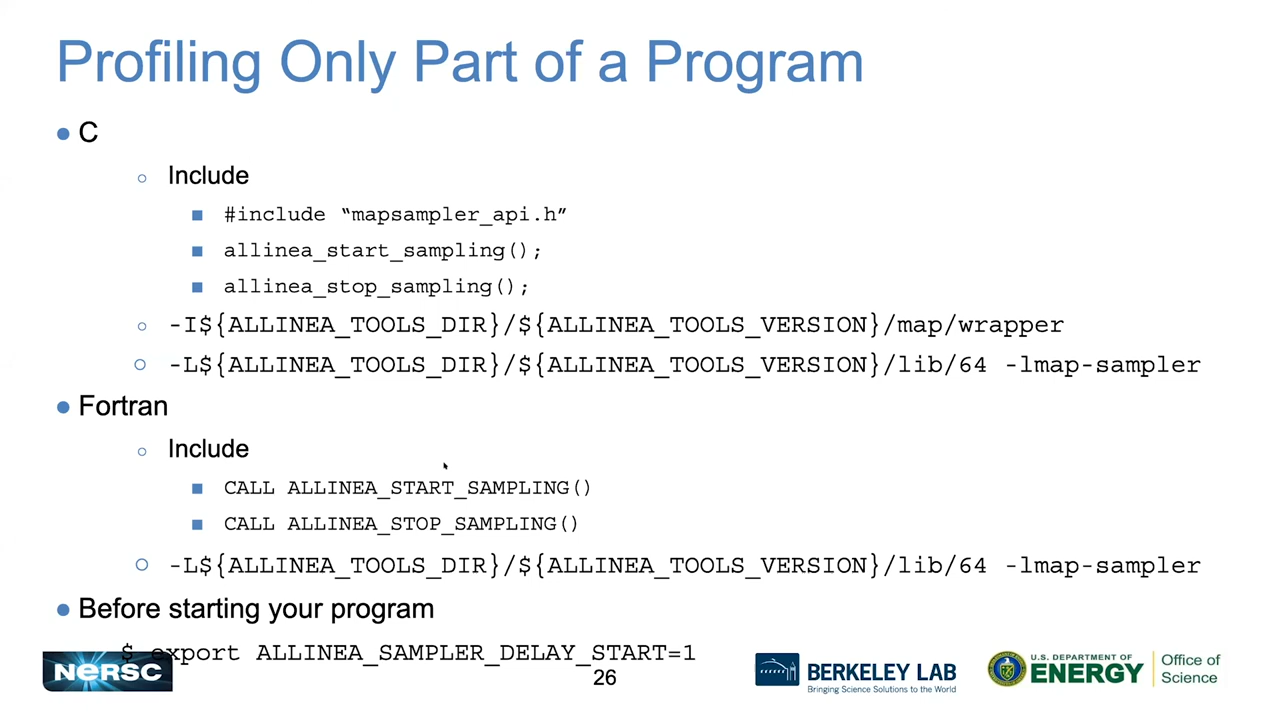 Profiling Only Part of a Program
● C
○ Include
■ #include “mapsampler_api.h”
■ allinea_start_sampling();
■ allinea_stop_sampling();
○ -I${ALLINEA_TOOLS_DIR}/${ALLINEA_TOOLS_VERSION}/map/wrapper
○ -L${ALLINEA_TOOLS_DIR}/${ALLINEA_TOOLS_VERSION}/lib/64 -lmap-sampler
● Fortran
○ Include
■ CALL ALLINEA_START_SAMPLING()
■ CALL ALLINEA_STOP_SAMPLING()
○ -L${ALLINEA_TOOLS_DIR}/${ALLINEA_TOOLS_VERSION}/lib/64 -lmap-sampler
● Before starting your program
$ export ALLINEA_SAMPLER_DELAY_START=1
NERSC
26
BERKELEY LAB
Bringing Science Solutions to the World
U.S. DEPARTMENT OF
ENERGY
Office of
Science